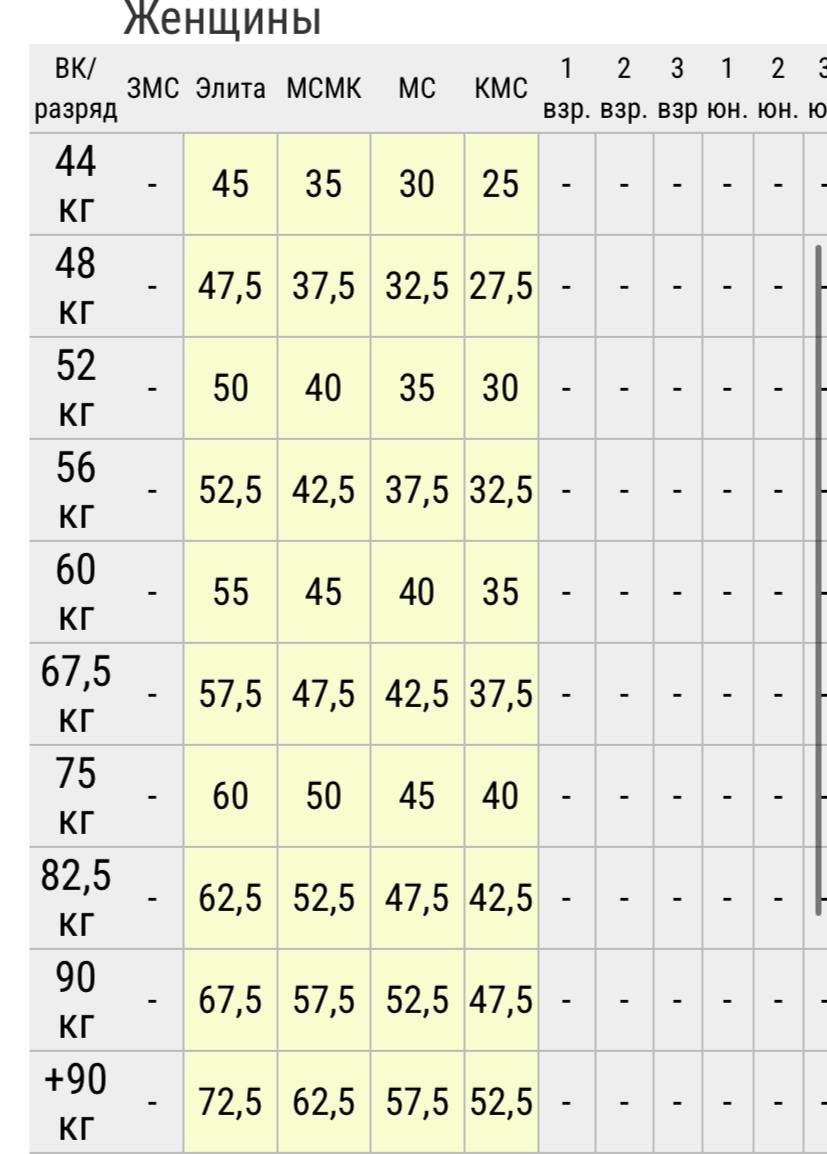 Женщины
ВК/разряд ЗМС Элита МСМК МС КМС 1 взр. 2 взр. 3 взр 1 юн. 2 юн. 3
44 кг - 45 35 30 25 - - - - - -
48 кг - 47,5 37,5 32,5 27,5 - - - - - -
52 кг - 50 40 35 30 - - - - - -
56 кг - 52,5 42,5 37,5 32,5 - - - - - -
60 кг - 55 45 40 35 - - - - - -
67,5 кг - 57,5 47,5 42,5 37,5 - - - - - -
75 кг - 60 50 45 40 - - - - - -
82,5 кг - 62,5 52,5 47,5 42,5 - - - - - -
90 кг - 67,5 57,5 52,5 47,5 - - - - - -
+90 кг - 72,5 62,5 57,5 52,5 - - - - - -